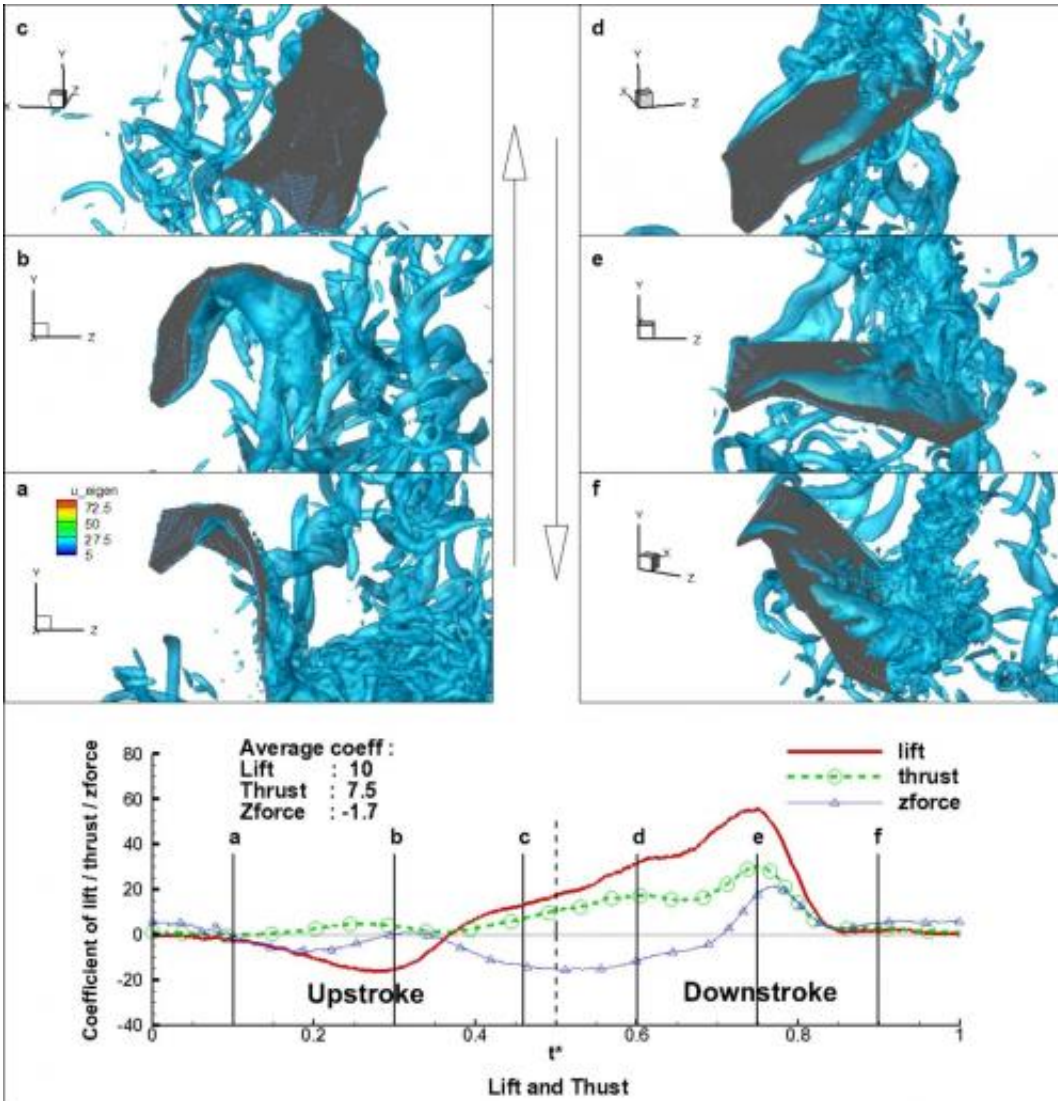 c
Y
Z
X
d
Y
X
Z
b
Y
Z
e
Y
Z
a
u_eigen
72.5
50
27.5
5
Y
X
Z
f
Y
X
Z
Average coeff :
Lift : 10
Thrust : 7.5
Zforce : -1.7
lift
thrust
zforce
80
60
40
20
0
-20
-40
Coefficient of lift / thrust / zforce
a
b
c
d
e
f
Upstroke
Downstroke
0
0.2
0.4
0.6
0.8
1
t*
Lift and Thust